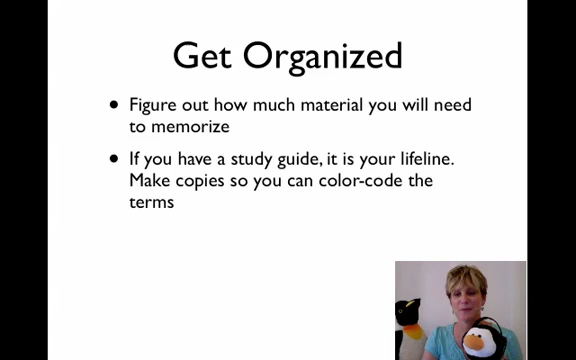 Get Organized
• Figure out how much material you will need
to memorize
• If you have a study guide, it is your lifeline.
Make copies so you can color-code the
terms